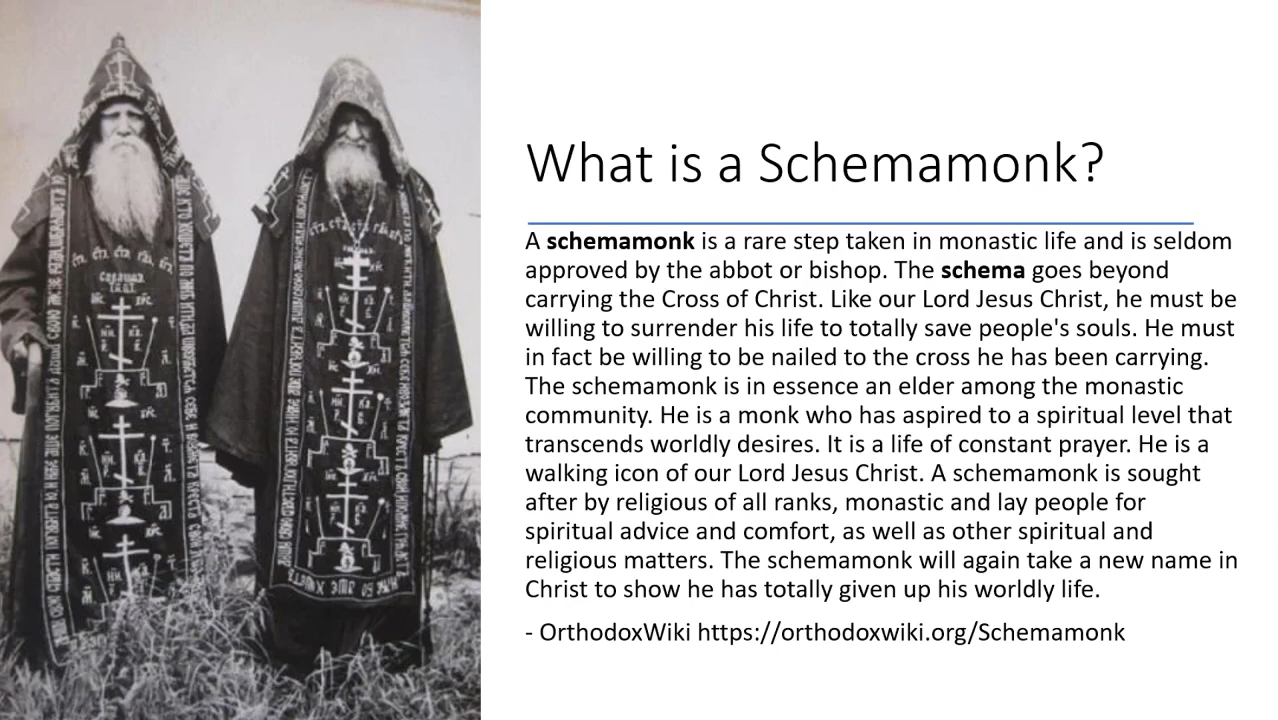 What is a Schemamonk?
A schemamonk is a rare step taken in monastic life and is seldom
approved by the abbot or bishop. The schema goes beyond
carrying the Cross of Christ. Like our Lord Jesus Christ, he must be
willing to surrender his life to totally save people's souls. He must
in fact be willing to be nailed to the cross he has been carrying.
The schemamonk is in essence an elder among the monastic
community. He is a monk who has aspired to a spiritual level that
transcends worldly desires. It is a life of constant prayer. He is a
walking icon of our Lord Jesus Christ. A schemamonk is sought
after by religious of all ranks, monastic and lay people for
spiritual advice and comfort, as well as other spiritual and
religious matters. The schemamonk will again take a new name in
Christ to show he has totally given up his worldly life.
- OrthodoxWiki https://orthodoxwiki.org/Schemamonk